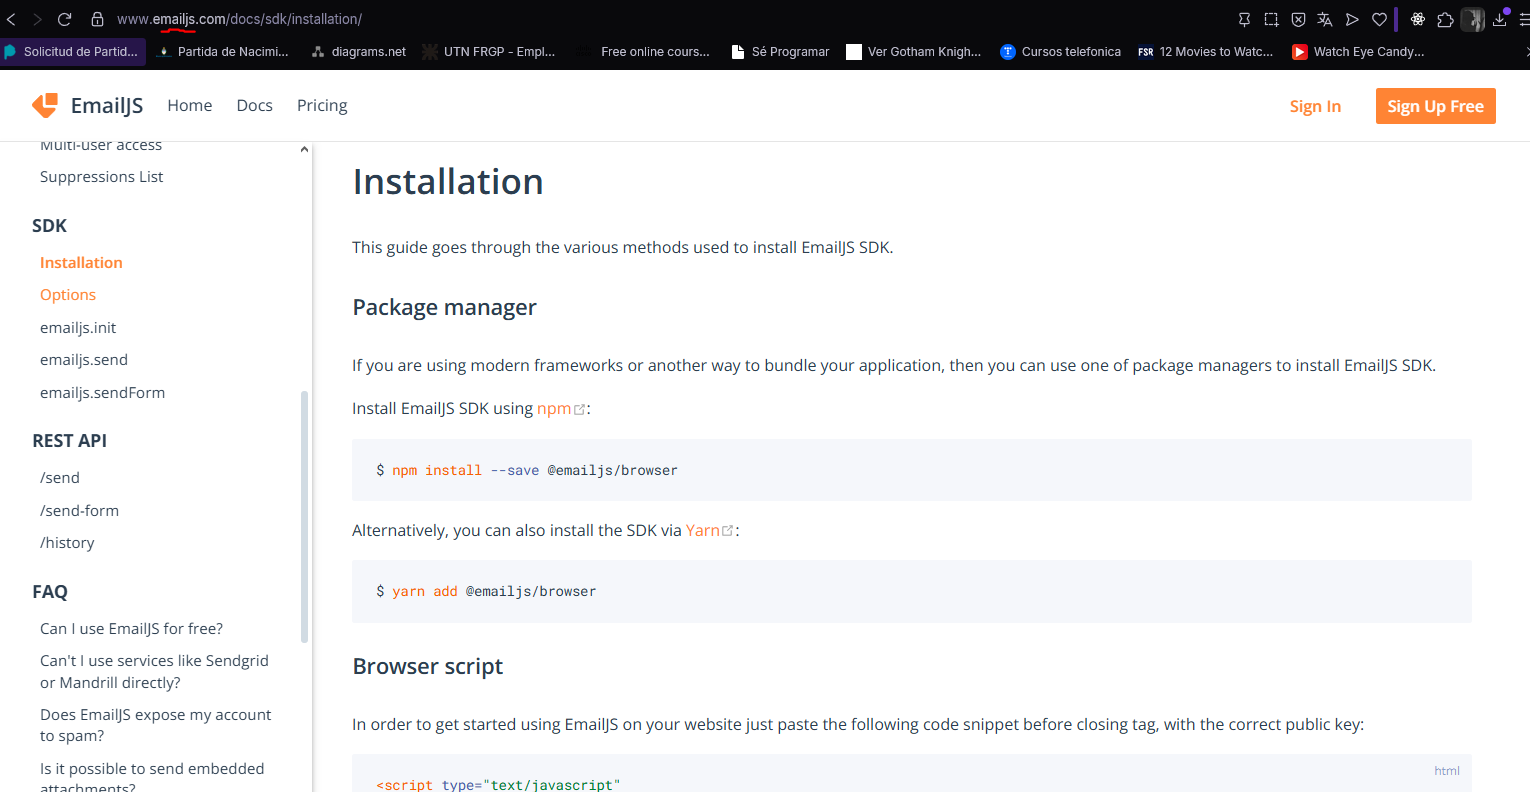 www.emailjs.com/docs/sdk/installation/
Solicitud de Partid...
Partida de Nacimi...
diagrams.net
UTN FRGP - Empl...
Free online cours...
Sé Programar
Ver Gotham Knigh...
Cursos telefonica
FSR 12 Movies to Watc...
Watch Eye Candy...
EmailJS Home Docs Pricing
Sign In
Sign Up Free
Multi-user access
Suppressions List
SDK
Installation
Options
emailjs.init
emailjs.send
emailjs.sendForm
REST API
/send
/send-form
/history
FAQ
Can I use EmailJS for free?
Can't I use services like Sendgrid
or Mandrill directly?
Does EmailJS expose my account
to spam?
Is it possible to send embedded
attachments?
Installation
This guide goes through the various methods used to install EmailJS SDK.
Package manager
If you are using modern frameworks or another way to bundle your application, then you can use one of package managers to install EmailJS SDK.
Install EmailJS SDK using npm:
$ npm install --save @emailjs/browser
Alternatively, you can also install the SDK via Yarn:
$ yarn add @emailjs/browser
Browser script
In order to get started using EmailJS on your website just paste the following code snippet before closing tag, with the correct public key:
html
<script type="text/javascript"